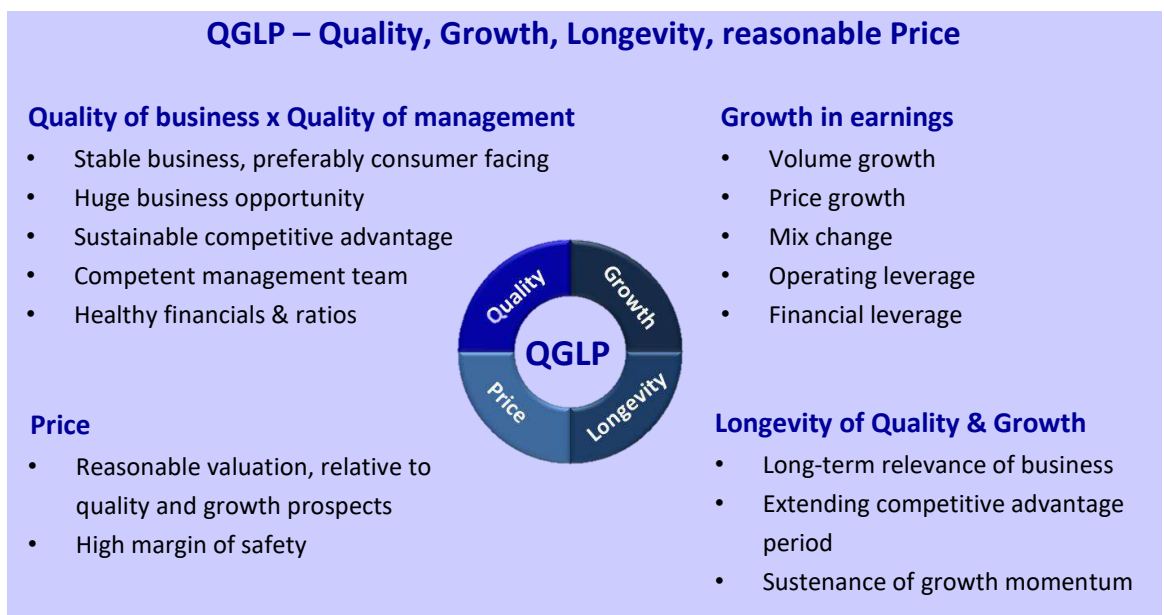 QGLP – Quality, Growth, Longevity, reasonable Price
Quality of business x Quality of management
• Stable business, preferably consumer facing
• Huge business opportunity
• Sustainable competitive advantage
• Competent management team
• Healthy financials & ratios
Growth in earnings
• Volume growth
• Price growth
• Mix change
• Operating leverage
• Financial leverage
Quality
Growth
QGLP
Price
Longevity
Price
• Reasonable valuation, relative to
quality and growth prospects
• High margin of safety
Longevity of Quality & Growth
• Long-term relevance of business
• Extending competitive advantage
period
• Sustenance of growth momentum